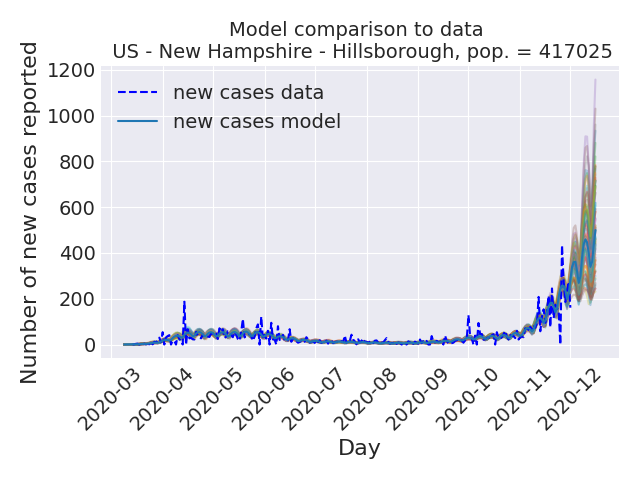 Model comparison to data
US - New Hampshire - Hillsborough, pop. = 417025
Number of new cases reported
1200
1000
800
600
400
200
0
new cases data
new cases model
2020-03
2020-04
2020-05
2020-06
2020-07
2020-08
2020-09
2020-10
2020-11
2020-12
Day